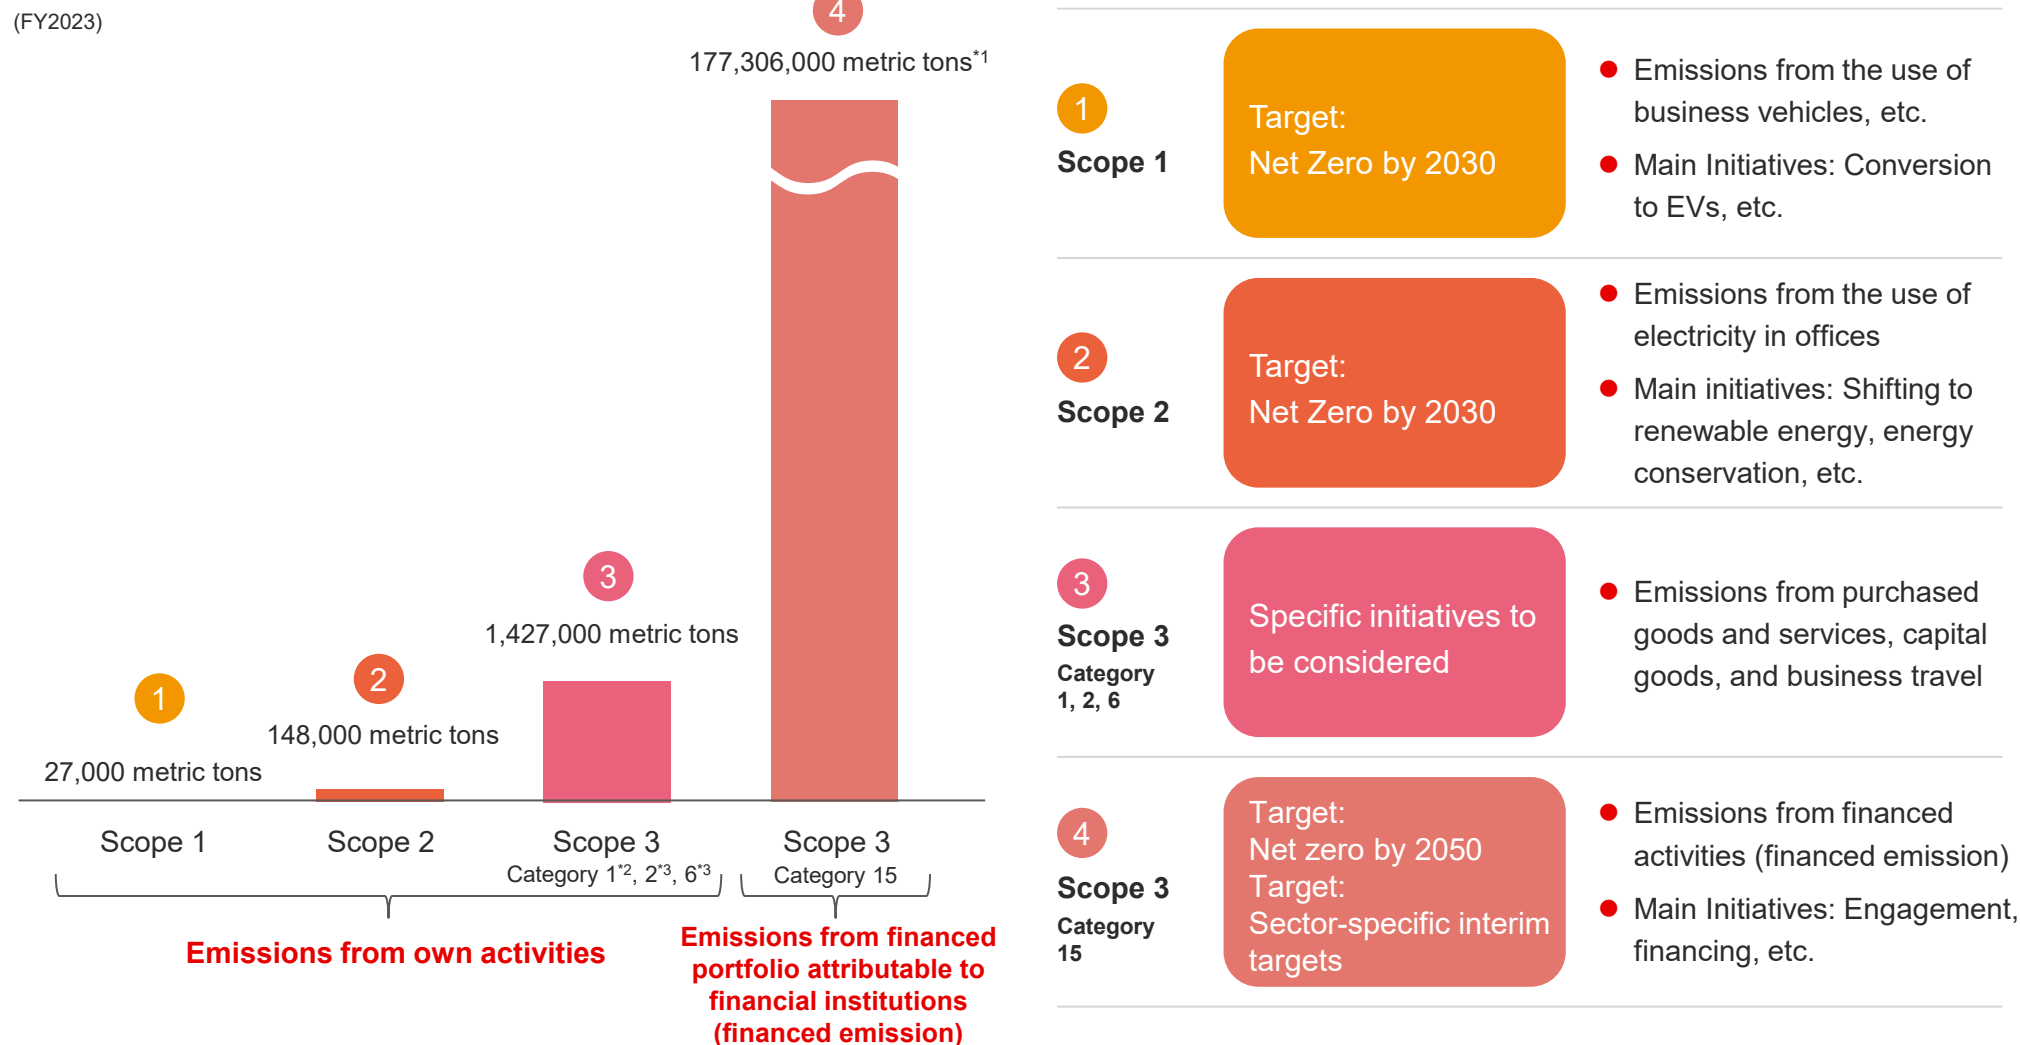 (FY2023)
4
177,306,000 metric tons*1
3
1,427,000 metric tons
2
148,000 metric tons
1
27,000 metric tons
Scope 1
Scope 2
Scope 3
Category 1*2, 2*3, 6*3
Scope 3
Category 15
Emissions from own activities
Emissions from financed
portfolio attributable to
financial institutions
(financed emission)
1
Scope 1
Target:
Net Zero by 2030
Emissions from the use of
business vehicles, etc.
Main Initiatives: Conversion
to EVs, etc.
2
Scope 2
Target:
Net Zero by 2030
Emissions from the use of
electricity in offices
Main initiatives: Shifting to
renewable energy, energy
conservation, etc.
3
Scope 3
Category
1, 2, 6
Specific initiatives to
be considered
Emissions from purchased
goods and services, capital
goods, and business travel
4
Scope 3
Category
15
Target:
Net zero by 2050
Target:
Sector-specific interim
targets
Emissions from financed
activities (financed emission)
Main Initiatives: Engagement,
financing, etc.